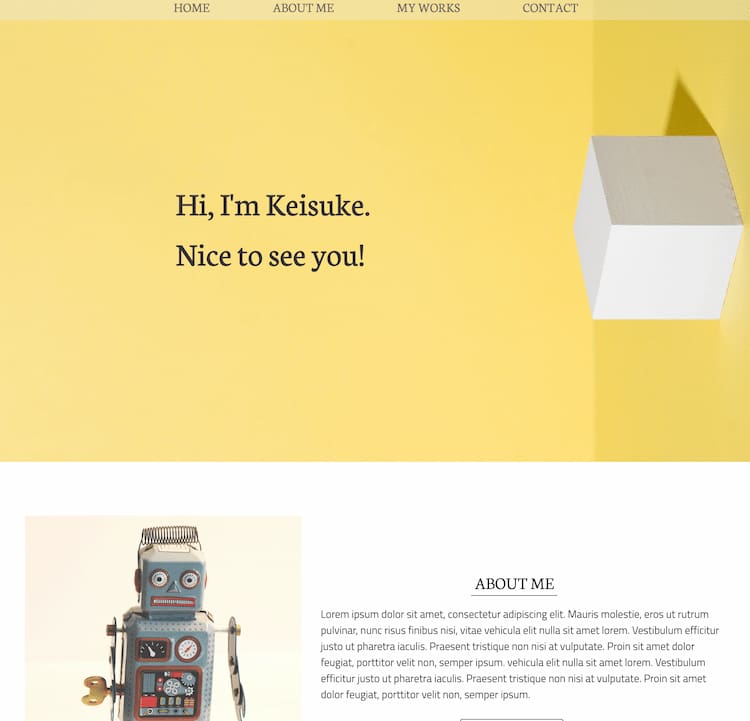 HOME ABOUT ME MY WORKS CONTACT
Hi, I'm Keisuke.
Nice to see you!
ABOUT ME
Lorem ipsum dolor sit amet, consectetur adipiscing elit. Mauris molestie, eros ut rutrum
pulvinar, nunc risus finibus nisi, vitae vehicula elit nulla sit amet lorem. Vestibulum efficitur
justo ut pharetra iaculis. Praesent tristique non nisi at vulputate. Proin sit amet dolor
feugiat, porttitor velit non, semper ipsum. vehicula elit nulla sit amet lorem. Vestibulum
efficitur justo ut pharetra iaculis. Praesent tristique non nisi at vulputate. Proin sit amet
dolor feugiat, porttitor velit non, semper ipsum.